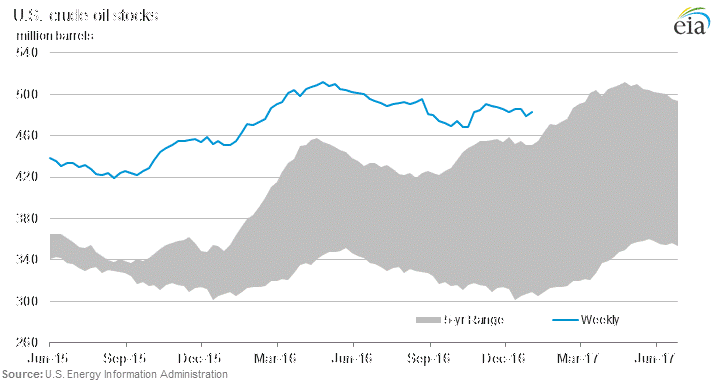 U.S. crude oil stocks
million barrels
eia
540
500
460
420
380
340
300
260
Jun-15 Sep-15 Dec-15 Mar-16 Jun-16 Sep-16 Dec-16 Mar-17 Jun-17
5-yr Range Weekly
Source: U.S. Energy Information Administration